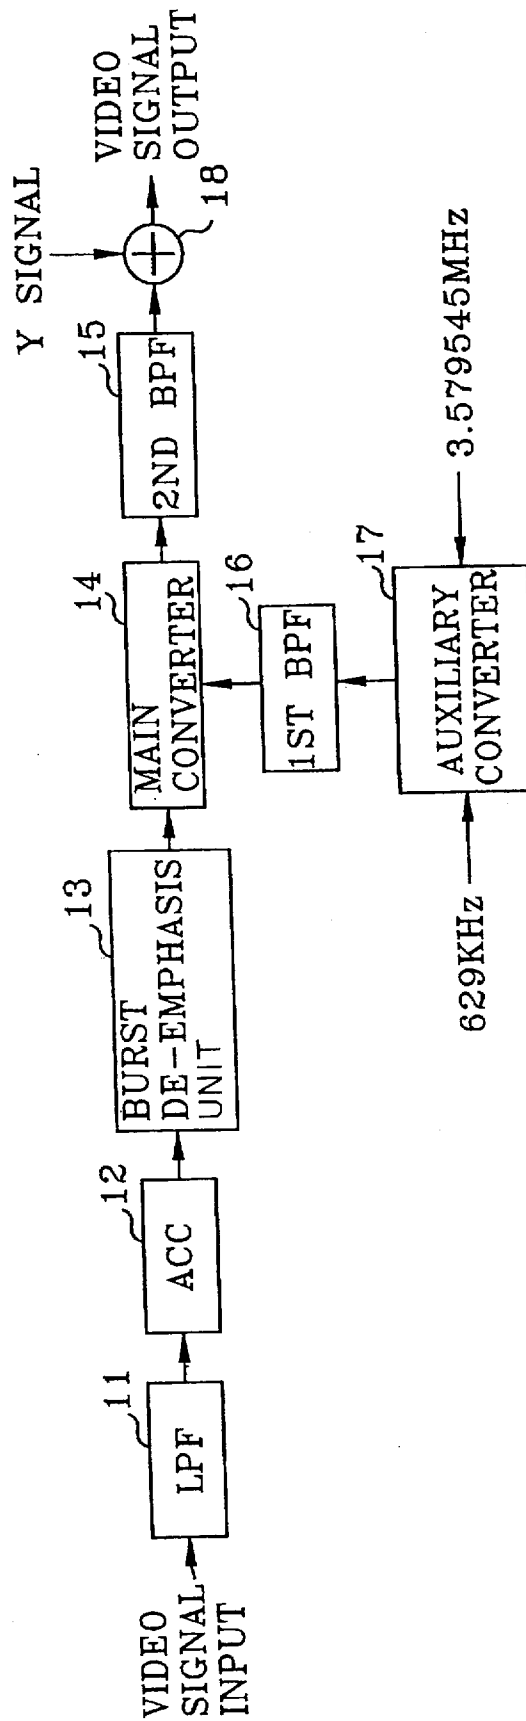 VIDEO
SIGNAL
INPUT
11
LPF
12
ACC
13
BURST
DE-EMPHASIS
UNIT
14
MAIN
CONVERTER
15
2ND BPF
Y SIGNAL
18
VIDEO
SIGNAL
OUTPUT
16
1ST BPF
17
AUXILIARY
CONVERTER
629KHz
3.579545MHz